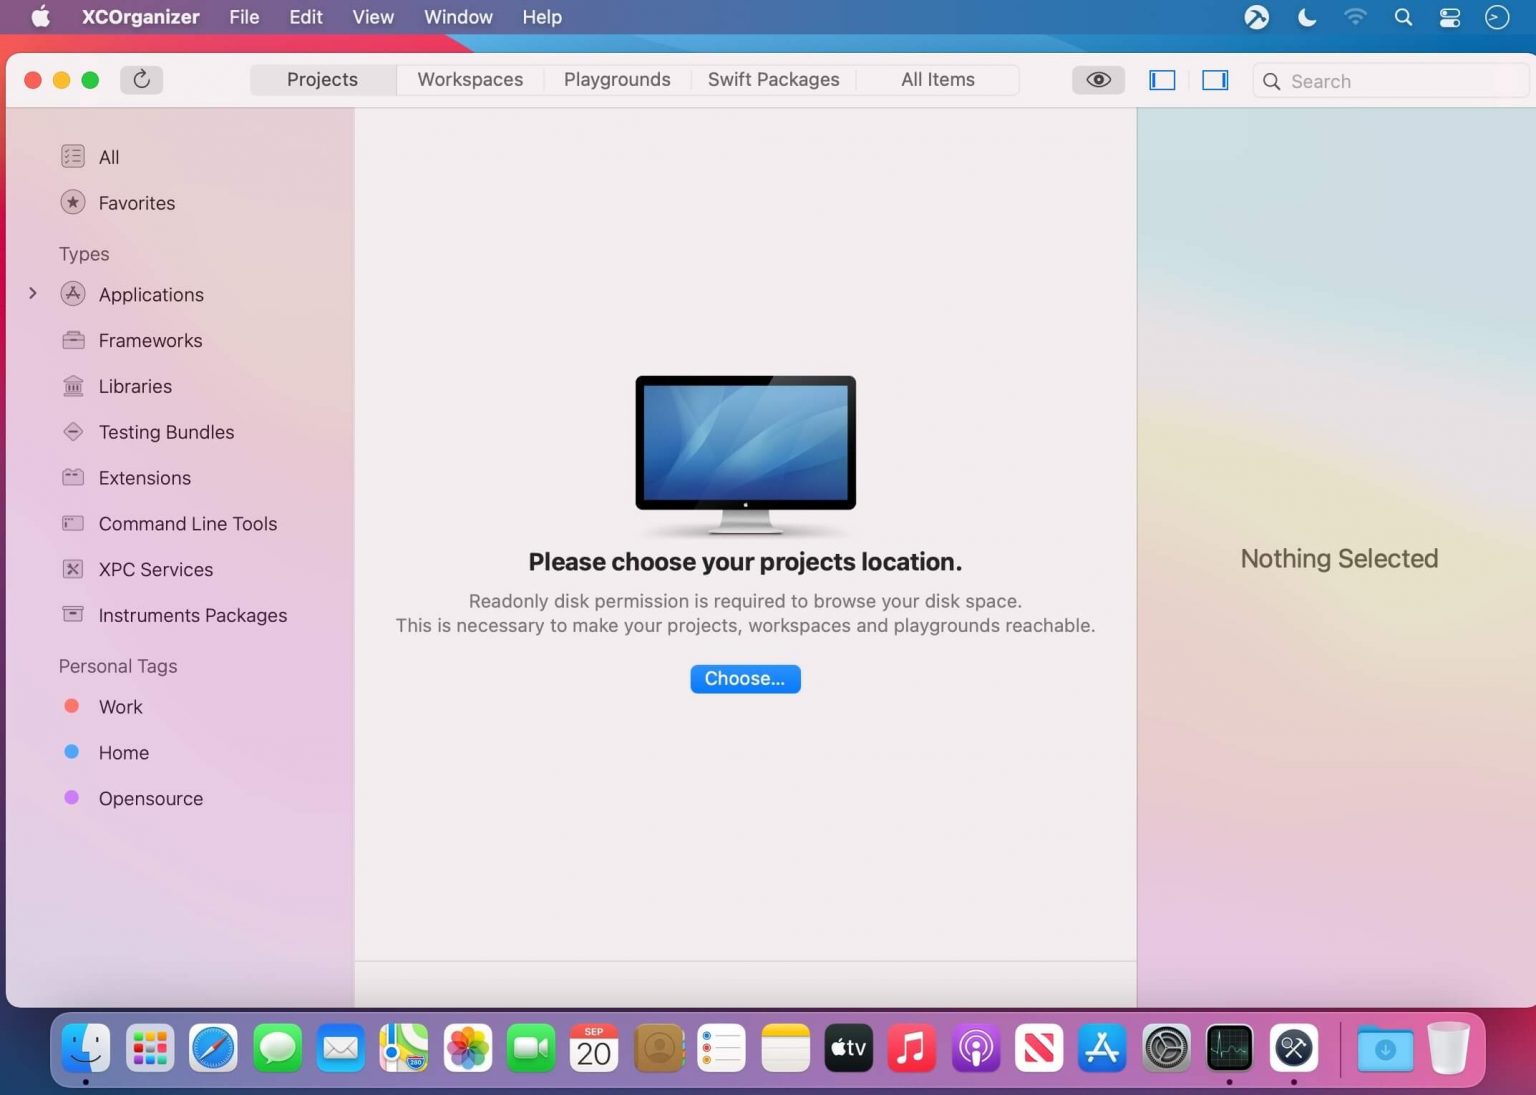 XCOrganizer File Edit View Window Help
Projects Workspaces Playgrounds Swift Packages All Items Search
All
Favorites
Types
Applications
Frameworks
Libraries
Testing Bundles
Extensions
Command Line Tools
XPC Services
Instruments Packages
Personal Tags
Work
Home
Opensource
Please choose your projects location.
Readonly disk permission is required to browse your disk space.
This is necessary to make your projects, workspaces and playgrounds reachable.
Choose...
Nothing Selected
SEP
20
tv
280